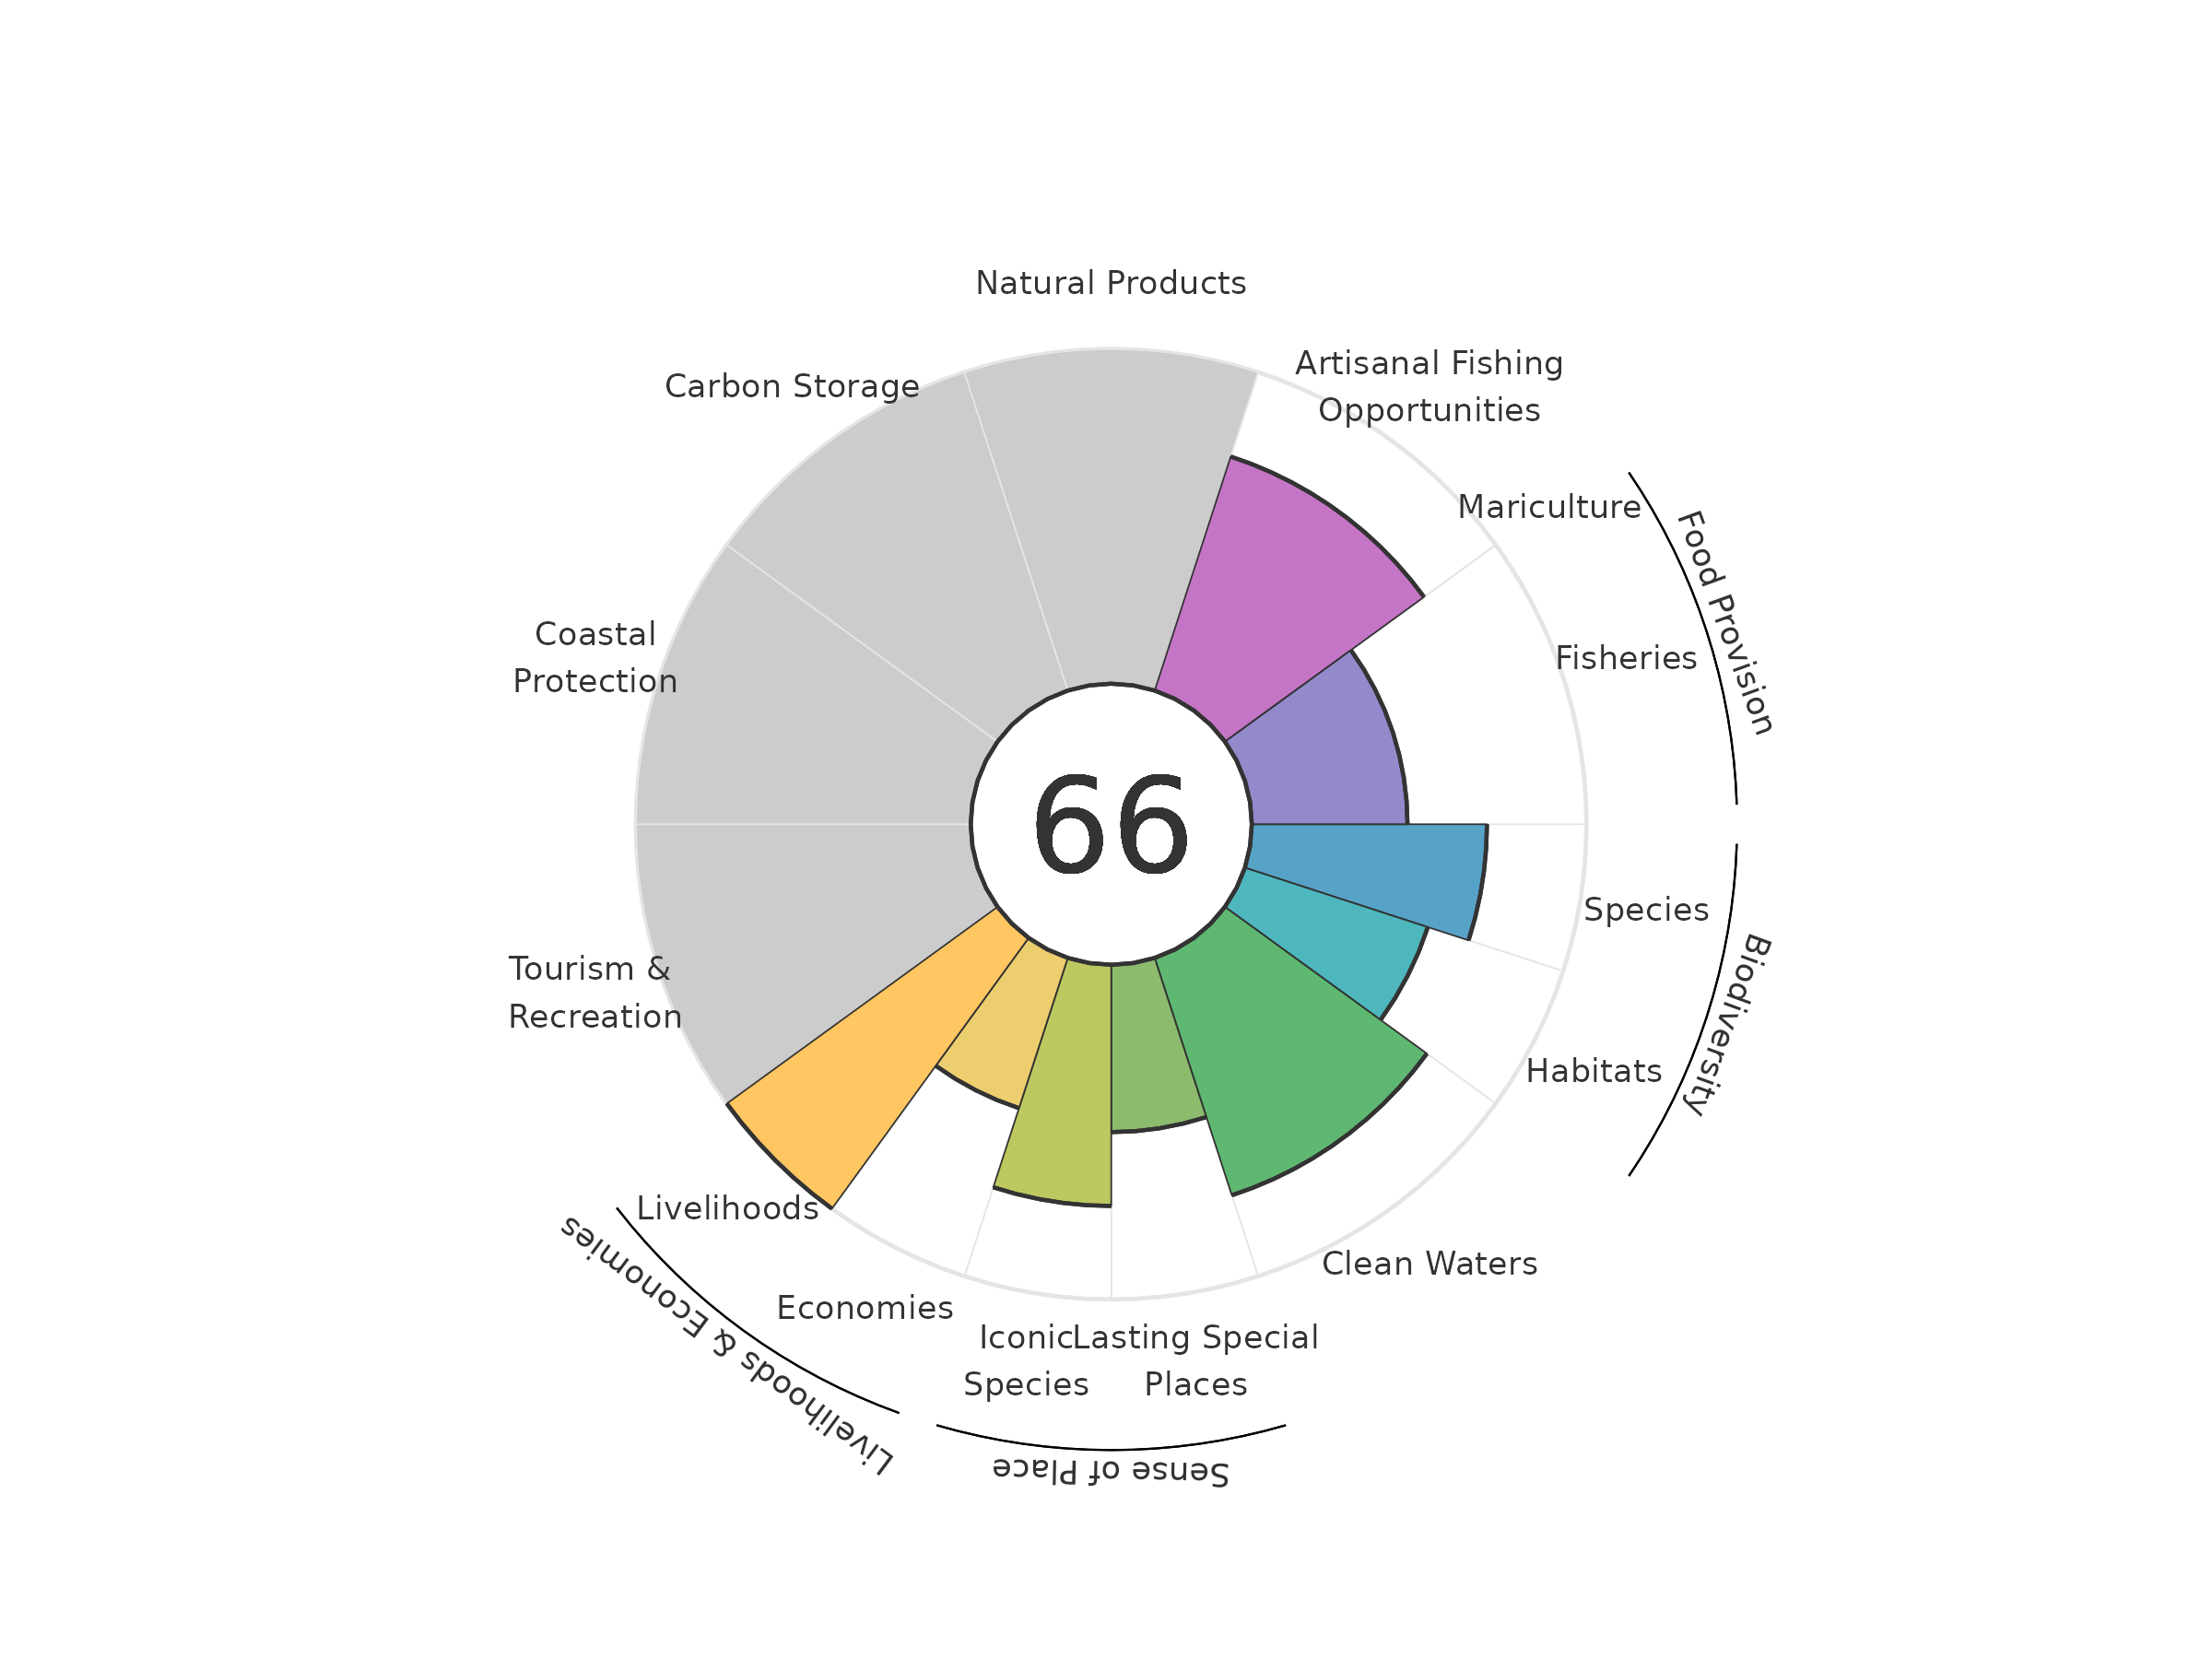 Natural Products
Artisanal Fishing
Opportunities
Carbon Storage
Mariculture
Food Provision
Coastal
Protection
Fisheries
66
Species
Biodiversity
Tourism &
Recreation
Habitats
Livelihoods
Clean Waters
Livelihoods & Economies
Economies
Iconic
Species
Lasting Special
Places
Sense of Place